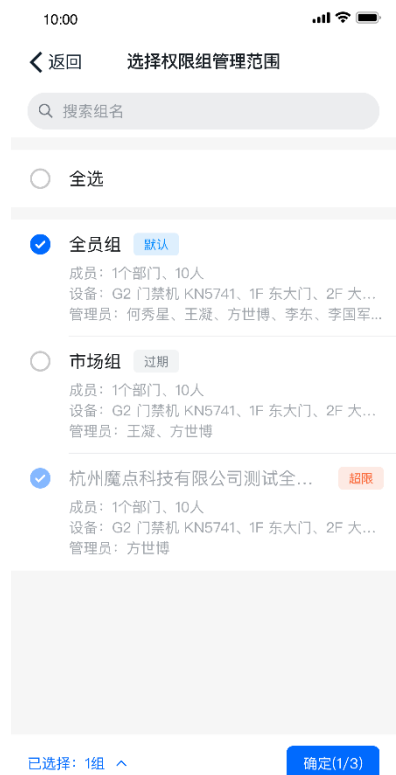 10:00
返回 选择权限组管理范围
搜索组名
全选
全员组 默认
成员：1个部门、10人
设备：G2 门禁机 KN5741、1F 东大门、2F 大...
管理员：何秀星、王凝、方世博、李东、李国军...
市场组 过期
成员：1个部门、10人
设备：G2 门禁机 KN5741、1F 东大门、2F 大...
管理员：王凝、方世博
杭州魔点科技有限公司测试全... 超限
成员：1个部门、10人
设备：G2 门禁机 KN5741、1F 东大门、2F 大...
管理员：方世博
已选择：1组 确定(1/3)